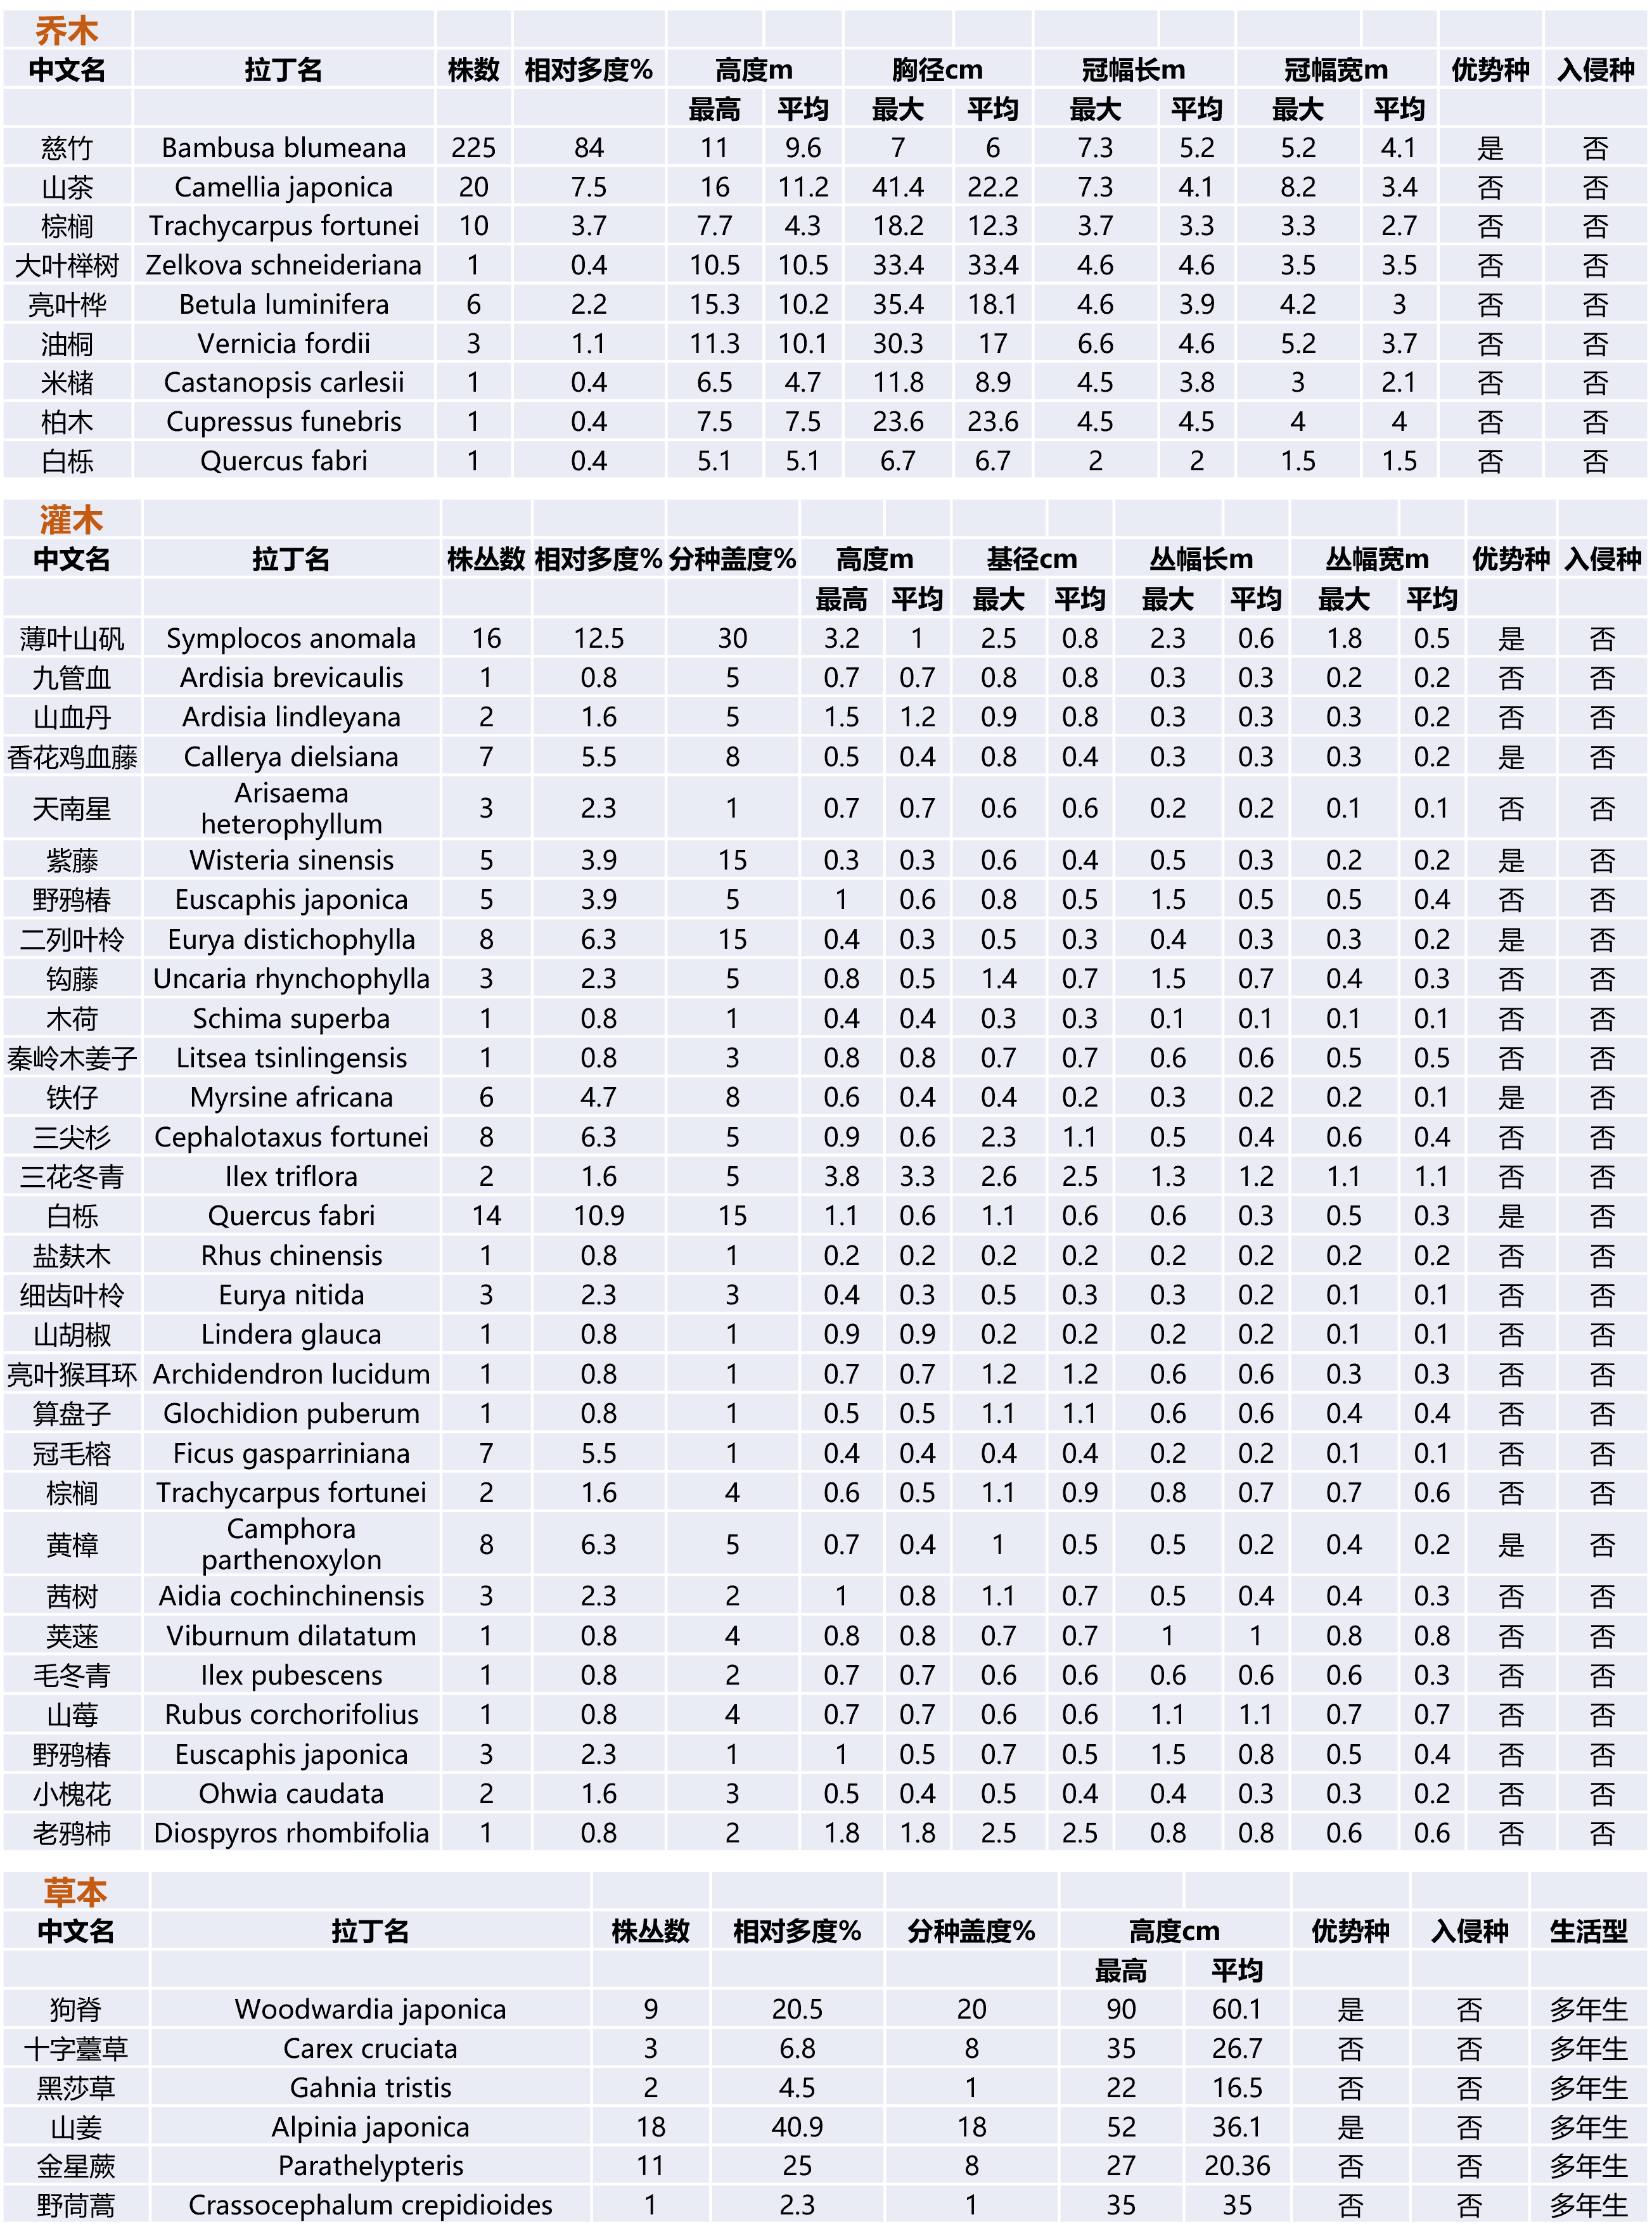 乔木
中文名 拉丁名 株数 相对多度% 高度m 胸径cm 冠幅长m 冠幅宽m 优势种 入侵种
最高 平均 最大 平均 最大 平均 最大 平均
慈竹 Bambusa blumeana 225 84 11 9.6 7 6 7.3 5.2 5.2 4.1 是 否
山茶 Camellia japonica 20 7.5 16 11.2 41.4 22.2 7.3 4.1 8.2 3.4 否 否
棕榈 Trachycarpus fortunei 10 3.7 7.7 4.3 18.2 12.3 3.7 3.3 3.3 2.7 否 否
大叶榉树 Zelkova schneideriana 1 0.4 10.5 10.5 33.4 33.4 4.6 4.6 3.5 3.5 否 否
亮叶桦 Betula luminifera 6 2.2 15.3 10.2 35.4 18.1 4.6 3.9 4.2 3 否 否
油桐 Vernicia fordii 3 1.1 11.3 10.1 30.3 17 6.6 4.6 5.2 3.7 否 否
米槠 Castanopsis carlesii 1 0.4 6.5 4.7 11.8 8.9 4.5 3.8 3 2.1 否 否
柏木 Cupressus funebris 1 0.4 7.5 7.5 23.6 23.6 4.5 4.5 4 4 否 否
白栎 Quercus fabri 1 0.4 5.1 5.1 6.7 6.7 2 2 1.5 1.5 否 否
灌木
中文名 拉丁名 株丛数 相对多度% 分种盖度% 高度m 基径cm 丛幅长m 丛幅宽m 优势种 入侵种
最高 平均 最大 平均 最大 平均 最大 平均
薄叶山矾 Symplocos anomala 16 12.5 30 3.2 1 2.5 0.8 2.3 0.6 1.8 0.5 是 否
九管血 Ardisia brevicaulis 1 0.8 5 0.7 0.7 0.8 0.8 0.3 0.3 0.2 0.2 否 否
山血丹 Ardisia lindleyana 2 1.6 5 1.5 1.2 0.9 0.8 0.3 0.3 0.3 0.2 否 否
香花鸡血藤 Callerya dielsiana 7 5.5 8 0.5 0.4 0.8 0.4 0.3 0.3 0.3 0.2 是 否
天南星 Arisaema heterophyllum 3 2.3 1 0.7 0.7 0.6 0.6 0.2 0.2 0.1 0.1 否 否
紫藤 Wisteria sinensis 5 3.9 15 0.3 0.3 0.6 0.4 0.5 0.3 0.2 0.2 是 否
野鸦椿 Euscaphis japonica 5 3.9 5 1 0.6 0.8 0.5 1.5 0.5 0.5 0.4 否 否
二列叶柃 Eurya distichophylla 8 6.3 15 0.4 0.3 0.5 0.3 0.4 0.3 0.3 0.2 是 否
钩藤 Uncaria rhynchophylla 3 2.3 5 0.8 0.5 1.4 0.7 1.5 0.7 0.4 0.3 否 否
木荷 Schima superba 1 0.8 1 0.4 0.4 0.3 0.3 0.1 0.1 0.1 0.1 否 否
秦岭木姜子 Litsea tsinlingensis 1 0.8 3 0.8 0.8 0.7 0.7 0.6 0.6 0.5 0.5 否 否
铁仔 Myrsine africana 6 4.7 8 0.6 0.4 0.4 0.2 0.3 0.2 0.2 0.1 是 否
三尖杉 Cephalotaxus fortunei 8 6.3 5 0.9 0.6 2.3 1.1 0.5 0.4 0.6 0.4 否 否
三花冬青 Ilex triflora 2 1.6 5 3.8 3.3 2.6 2.5 1.3 1.2 1.1 1.1 否 否
白栎 Quercus fabri 14 10.9 15 1.1 0.6 1.1 0.6 0.6 0.3 0.5 0.3 是 否
盐麸木 Rhus chinensis 1 0.8 1 0.2 0.2 0.2 0.2 0.2 0.2 0.2 0.2 否 否
细齿叶柃 Eurya nitida 3 2.3 3 0.4 0.3 0.5 0.3 0.3 0.2 0.1 0.1 否 否
山胡椒 Lindera glauca 1 0.8 1 0.9 0.9 0.2 0.2 0.2 0.2 0.1 0.1 否 否
亮叶猴耳环 Archidendron lucidum 1 0.8 1 0.7 0.7 1.2 1.2 0.6 0.6 0.3 0.3 否 否
算盘子 Glochidion puberum 1 0.8 1 0.5 0.5 1.1 1.1 0.6 0.6 0.4 0.4 否 否
冠毛榕 Ficus gasparriniana 7 5.5 1 0.4 0.4 0.4 0.4 0.2 0.2 0.1 0.1 否 否
棕榈 Trachycarpus fortunei 2 1.6 4 0.6 0.5 1.1 0.9 0.8 0.7 0.7 0.6 否 否
黄樟 Camphora parthenoxylon 8 6.3 5 0.7 0.4 1 0.5 0.5 0.2 0.4 0.2 是 否
茜树 Aidia cochinchinensis 3 2.3 2 1 0.8 1.1 0.7 0.5 0.4 0.4 0.3 否 否
荚蒾 Viburnum dilatatum 1 0.8 4 0.8 0.8 0.7 0.7 1 1 0.8 0.8 否 否
毛冬青 Ilex pubescens 1 0.8 2 0.7 0.7 0.6 0.6 0.6 0.6 0.6 0.3 否 否
山莓 Rubus corchorifolius 1 0.8 4 0.7 0.7 0.6 0.6 1.1 1.1 0.7 0.7 否 否
野鸦椿 Euscaphis japonica 3 2.3 1 1 0.5 0.7 0.5 1.5 0.8 0.5 0.4 否 否
小槐花 Ohwia caudata 2 1.6 3 0.5 0.4 0.5 0.4 0.4 0.3 0.3 0.2 否 否
老鸦柿 Diospyros rhombifolia 1 0.8 2 1.8 1.8 2.5 2.5 0.8 0.8 0.6 0.6 否 否
草本
中文名 拉丁名 株丛数 相对多度% 分种盖度% 高度cm 优势种 入侵种 生活型
最高 平均
狗脊 Woodwardia japonica 9 20.5 20 90 60.1 是 否 多年生
十字薹草 Carex cruciata 3 6.8 8 35 26.7 否 否 多年生
黑莎草 Gahnia tristis 2 4.5 1 22 16.5 否 否 多年生
山姜 Alpinia japonica 18 40.9 18 52 36.1 是 否 多年生
金星蕨 Parathelypteris 11 25 8 27 20.36 否 否 多年生
野茼蒿 Crassocephalum crepidioides 1 2.3 1 35 35 否 否 多年生